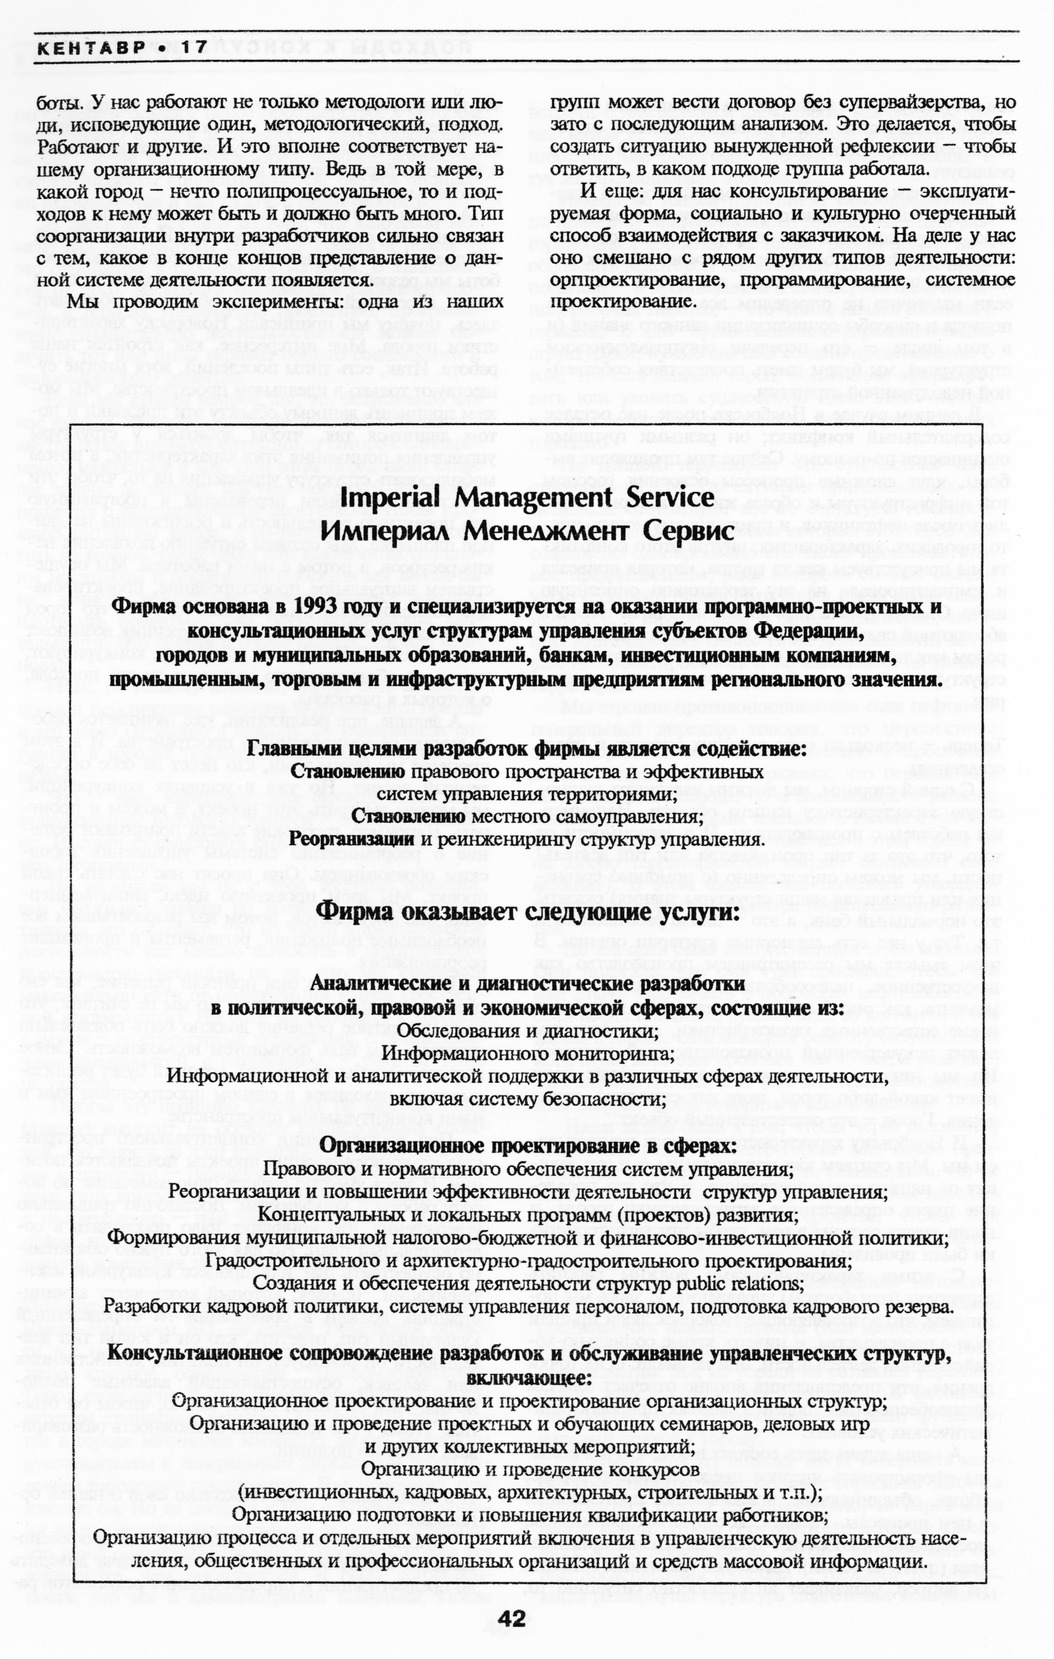 КЕНТАВР • 17
боты. У нас работают не только методологи или лю-
ди, исповедующие один, методологический, подход.
Работают и другие. И это вполне соответствует на-
шему организационному типу. Ведь в той мере, в
какой город — нечто полипроцессуальное, то и под-
ходов к нему может быть и должно быть много. Тип
соорганизации внутри разработчиков сильно связан
с тем, какое в конце концов представление о дан-
ной системе деятельности появляется.
Мы проводим эксперименты: одна из наших
групп может вести договор без супервайзерства, но
зато с последующим анализом. Это делается, чтобы
создать ситуацию вынужденной рефлексии — чтобы
ответить, в каком подходе группа работала.
И еще: для нас консультирование — эксплуати-
руемая форма, социально и культурно очерченный
способ взаимодействия с заказчиком. На деле у нас
оно смешано с рядом других типов деятельности:
оргпроектирование, программирование, системное
проектирование.
Imperial Management Service
Империал Менеджмент Сервис
Фирма основана в 1993 году и специализируется на оказании программно-проектных и
консультационных услуг структурам управления субъектов Федерации,
городов и муниципальных образований, банкам, инвестиционным компаниям,
промышленным, торговым и инфраструктурным предприятиям регионального значения.
Главными целями разработок фирмы является содействие:
Становлению правового пространства и эффективных
систем управления территориями;
Становлению местного самоуправления;
Реорганизации и реинженирингу структур управления.
Фирма оказывает следующие услуги:
Аналитические и диагностические разработки
в политической, правовой и экономической сферах, состоящие из:
Обследования и диагностики;
Информационного мониторинга;
Информационной и аналитической поддержки в различных сферах деятельности,
включая систему безопасности;
Организационное проектирование в сферах:
Правового и нормативного обеспечения систем управления;
Реорганизации и повышении эффективности деятельности структур управления;
Концептуальных и локальных программ (проектов) развития;
Формирования муниципальной налогово-бюджетной и финансово-инвестиционной политики;
Градостроительного и архитектурно-градостроительного проектирования;
Создания и обеспечения деятельности структур public relations;
Разработки кадровой политики, системы управления персоналом, подготовка кадрового резерва.
Консультационное сопровождение разработок и обслуживание управленческих структур,
включающее:
Организационное проектирование и проектирование организационных структур;
Организацию и проведение проектных и обучающих семинаров, деловых игр
и других коллективных мероприятий;
Организацию и проведение конкурсов
(инвестиционных, кадровых, архитектурных, строительных и т.п.);
Организацию подготовки и повышения квалификации работников;
Организацию процесса и отдельных мероприятий включения в управленческую деятельность насе-
ления, общественных и профессиональных организаций и средств массовой информации.
42